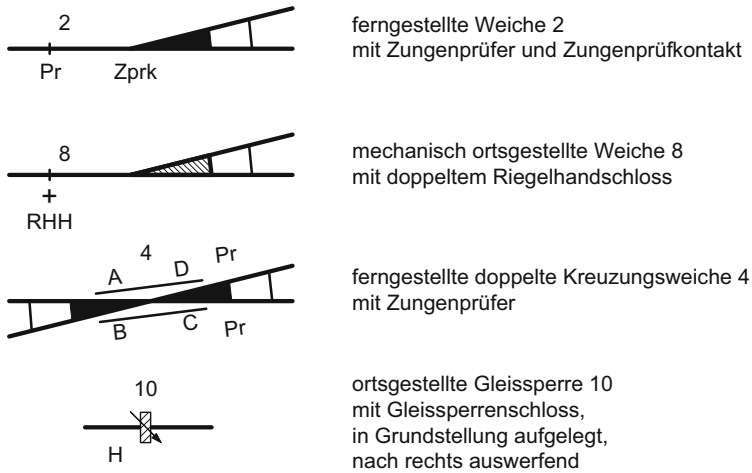 2
Pr Zprk
ferngestellte Weiche 2
mit Zungenprüfer und Zungenprüfkontakt
8
+
RHH
mechanisch ortsgestellte Weiche 8
mit doppeltem Riegelhandschloss
A 4 D Pr
B C Pr
ferngestellte doppelte Kreuzungsweiche 4
mit Zungenprüfer
10
H
ortsgestellte Gleissperre 10
mit Gleissperrenschloss,
in Grundstellung aufgelegt,
nach rechts auswerfend